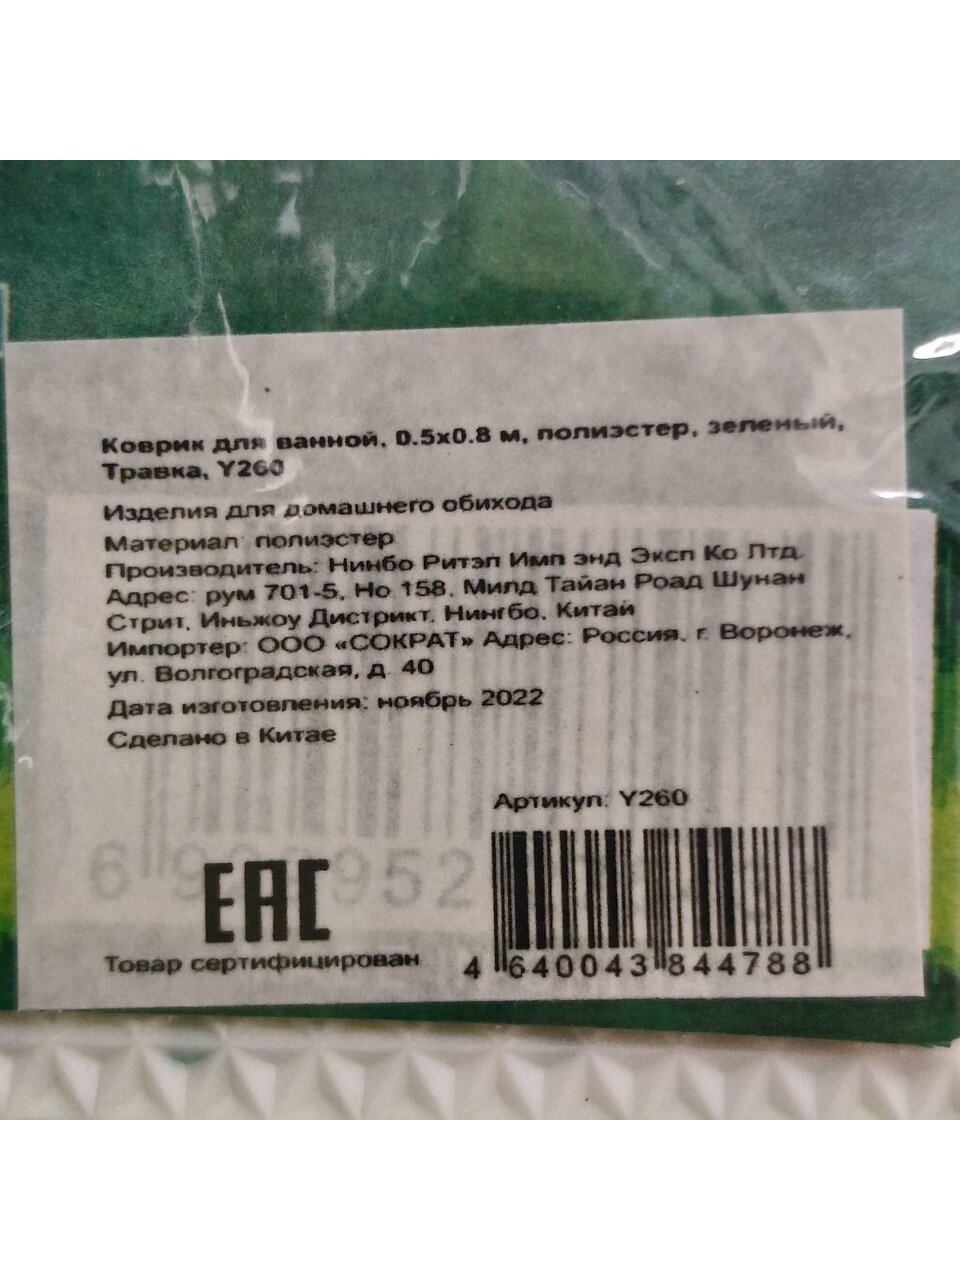 Коврик для ванной, 0.5x0.8 м, полиэстер, зеленый,
Травка, Y260
Изделия для домашнего обихода
Материал: полиэстер
Производитель: Нинбо Ритэл Имп энд Эксп Ко Лтд.
Адрес: рум 701-5, Но 158, Милд Тайан Роад Шунан
Стрит, Иньжоу Дистрикт, Нингбо, Китай
Импортер: ООО «СОКРАТ» Адрес: Россия, г. Воронеж,
ул. Волгоградская, д. 40
Дата изготовления: ноябрь 2022
Сделано в Китае
Артикул: Y260
EAC
Товар сертифицирован
4 640043 844788